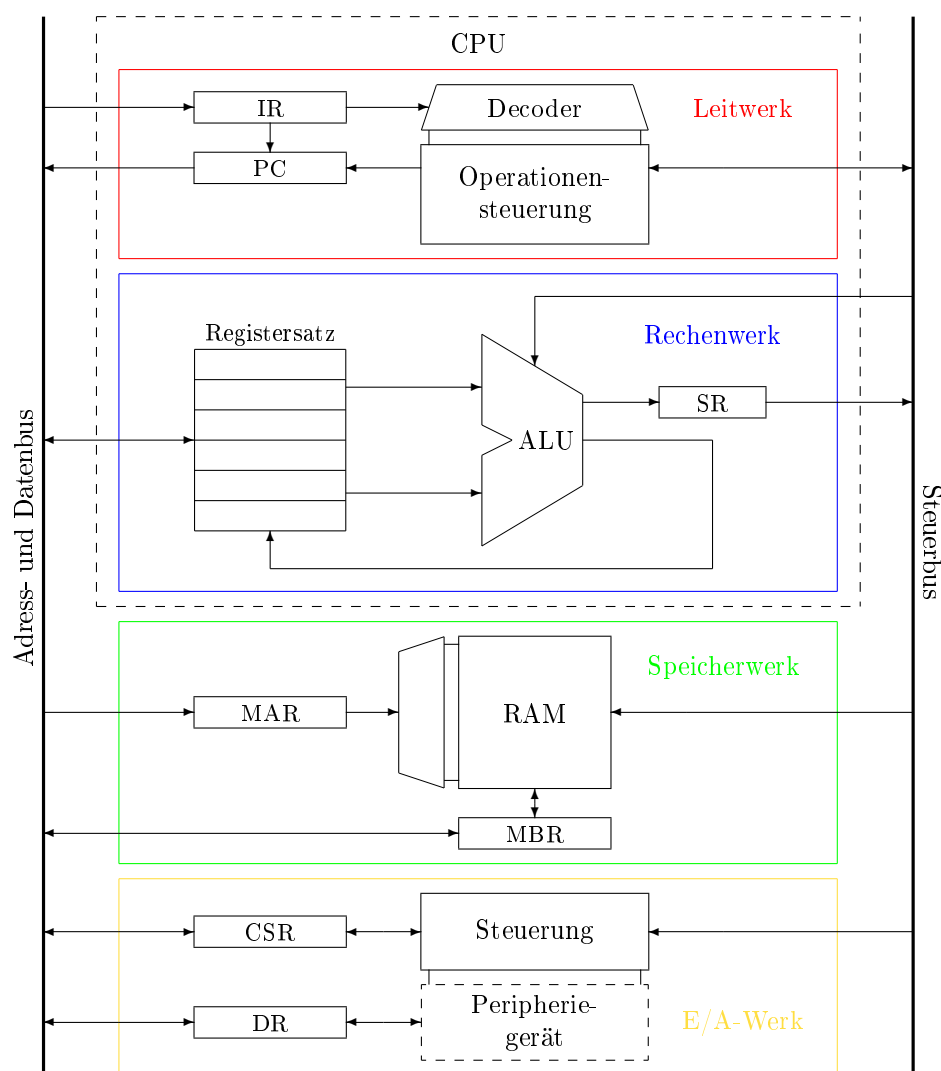 CPU
IR
Decoder
Leitwerk
PC
Operationen-
steuerung
Registersatz
Rechenwerk
SR
ALU
Adress- und Datenbus
Steuerbus
Speicherwerk
MAR
RAM
MBR
CSR
Steuerung
DR
Peripherie-
gerät
E/A-Werk